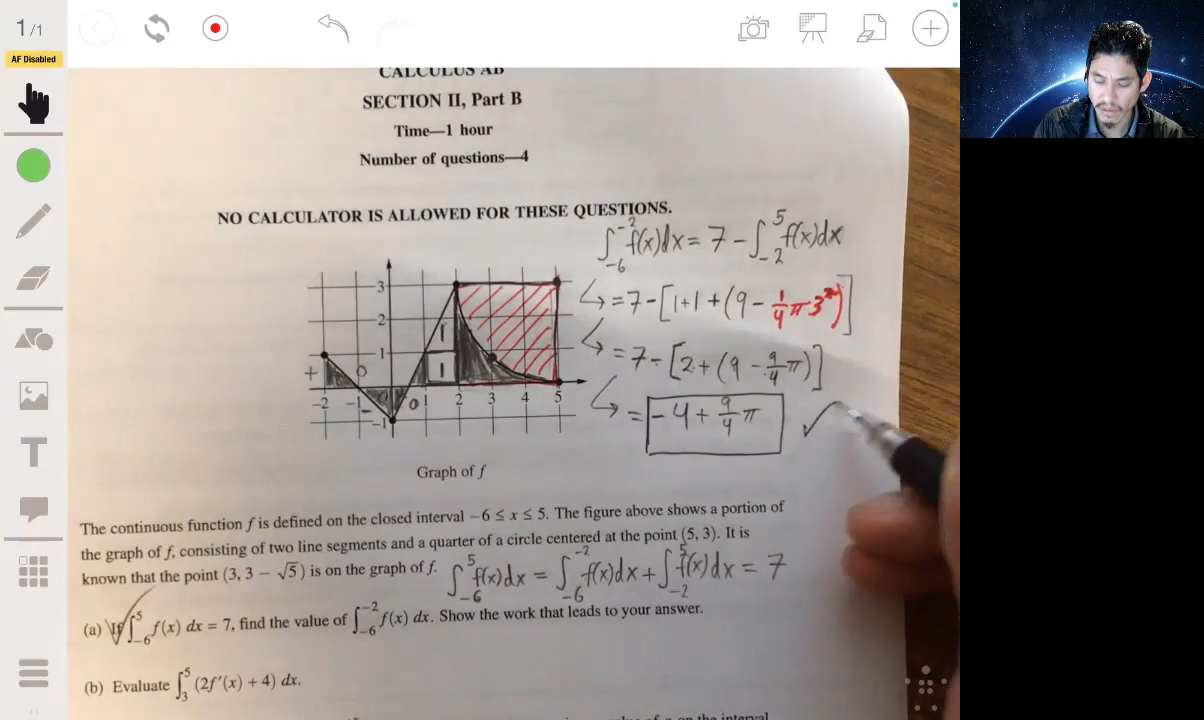 1/1
AF Disabled
T
CALCULUS AB
SECTION II, Part B
Time—1 hour
Number of questions—4
NO CALCULATOR IS ALLOWED FOR THESE QUESTIONS.
∫_{-6}^{-2} f(x)dx = 7 - ∫_{-2}^{5} f(x)dx
↳ = 7 - [1+1+(9 - 1/4 π3²)]
↳ = 7 - [2+(9 - 9/4 π)]
↳ = -4 + 9/4 π ✓
3
2
1
1
1
+
-
-2 -1 0 1 2 3 4 5
-1
Graph of f
The continuous function f is defined on the closed interval −6 ≤ x ≤ 5. The figure above shows a portion of
the graph of f, consisting of two line segments and a quarter of a circle centered at the point (5, 3). It is
known that the point (3, 3 − √5) is on the graph of f.
∫_{-6}^{5} f(x)dx = ∫_{-6}^{-2} f(x)dx + ∫_{-2}^{5} f(x)dx = 7
(a) If ∫_{-6}^{5} f(x) dx = 7, find the value of ∫_{-6}^{-2} f(x) dx. Show the work that leads to your answer.
(b) Evaluate ∫_{3}^{5} (2f′(x) + 4) dx.